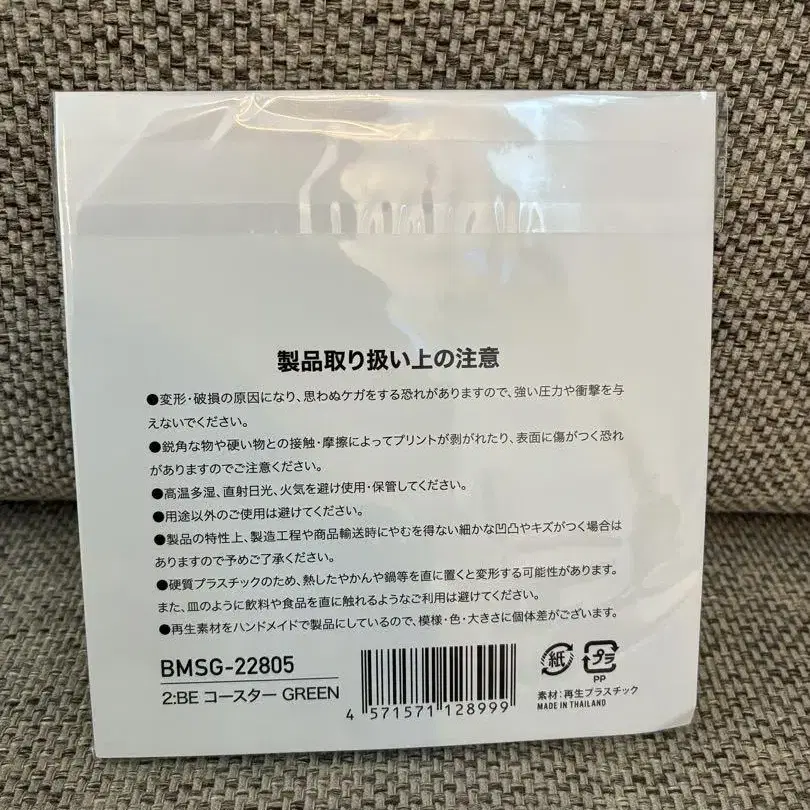 製品取り扱い上の注意
●変形・破損の原因になり、思わぬケガをする恐れがありますので、強い圧力や衝撃を与
えないでください。
●鋭角な物や硬い物との接触・摩擦によってプリントが剥がれたり、表面に傷がつく恐れ
がありますのでご注意ください。
●高温多湿、直射日光、火気を避け使用・保管してください。
●用途以外のご使用は避けてください。
●製品の特性上、製造工程や商品輸送時にやむを得ない細かな凹凸やキズがつく場合は
ありますので予めご了承ください。
●硬質プラスチックのため、熱したやかんや鍋等を直に置くと変形する可能性があります。
また、皿のように飲料や食品を直に触れるようなご利用は避けてください。
●再生素材をハンドメイドで製品にしているので、模様・色・大きさに個体差がございます。
BMSG-22805
2:BE コースター GREEN
4 571571 128999
紙
プラ
PP
素材：再生プラスチック
MADE IN THAILAND